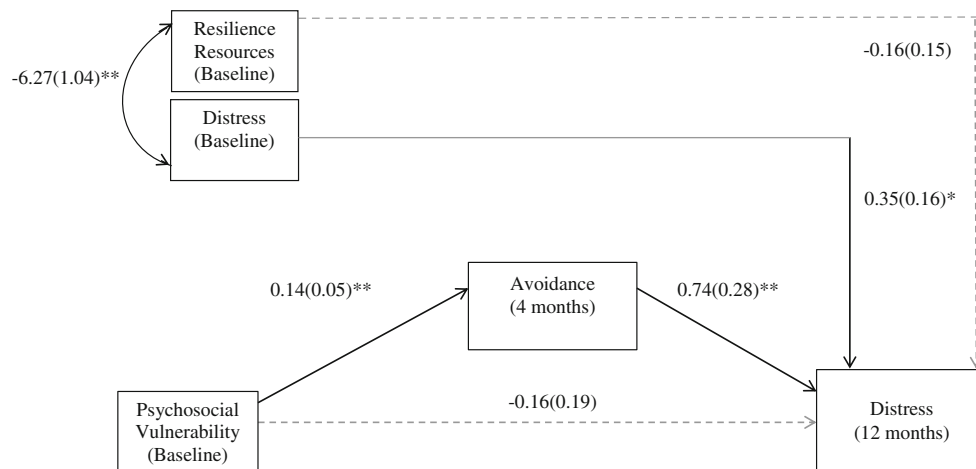 Resilience
Resources
(Baseline)
-0.16(0.15)
-6.27(1.04)**
Distress
(Baseline)
0.35(0.16)*
Avoidance
(4 months)
0.14(0.05)**
0.74(0.28)**
Psychosocial
Vulnerability
(Baseline)
-0.16(0.19)
Distress
(12 months)